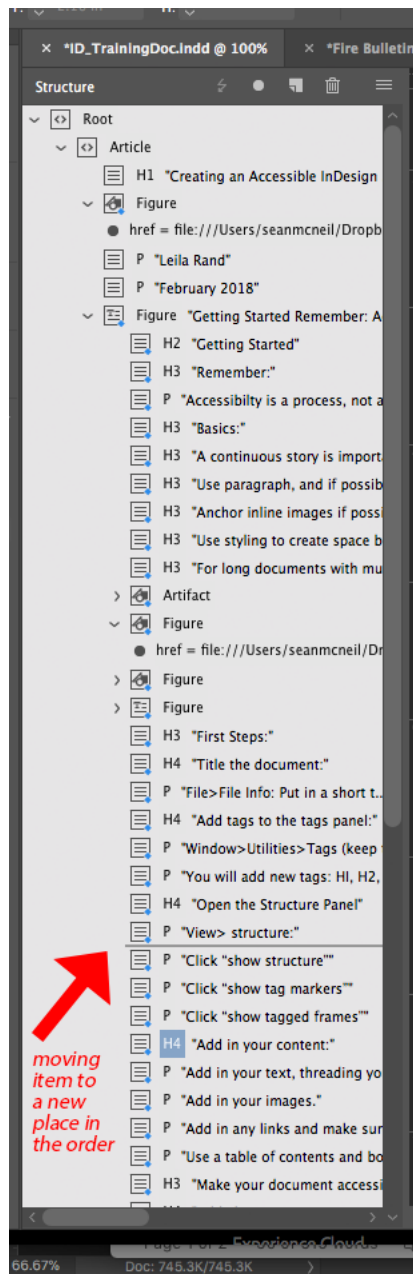 × *ID_TrainingDoc.indd @ 100% × *Fire Bulletin
Structure
Root
Article
H1 "Creating an Accessible InDesign
Figure
href = file:///Users/seanmcneil/Dropb
P "Leila Rand"
P "February 2018"
Figure "Getting Started Remember: A
H2 "Getting Started"
H3 "Remember:"
P "Accessibilty is a process, not a
H3 "Basics:"
H3 "A continuous story is import
H3 "Use paragraph, and if possib
H3 "Anchor inline images if possi
H3 "Use styling to create space b
H3 "For long documents with mu
Artifact
Figure
href = file:///Users/seanmcneil/Dr
Figure
Figure
H3 "First Steps:"
H4 "Title the document:"
P "File>File Info: Put in a short t...
H4 "Add tags to the tags panel:"
P "Window>Utilities>Tags (keep
P "You will add new tags: HI, H2,
H4 "Open the Structure Panel"
P "View> structure:"
P "Click "show structure""
P "Click "show tag markers""
P "Click "show tagged frames""
H4 "Add in your content:"
P "Add in your text, threading yo
P "Add in your images."
P "Add in any links and make sur
P "Use a table of contents and bo
H3 "Make your document accessi
moving
item to
a new
place in
the order
66.67% Doc: 745.3K/745.3K